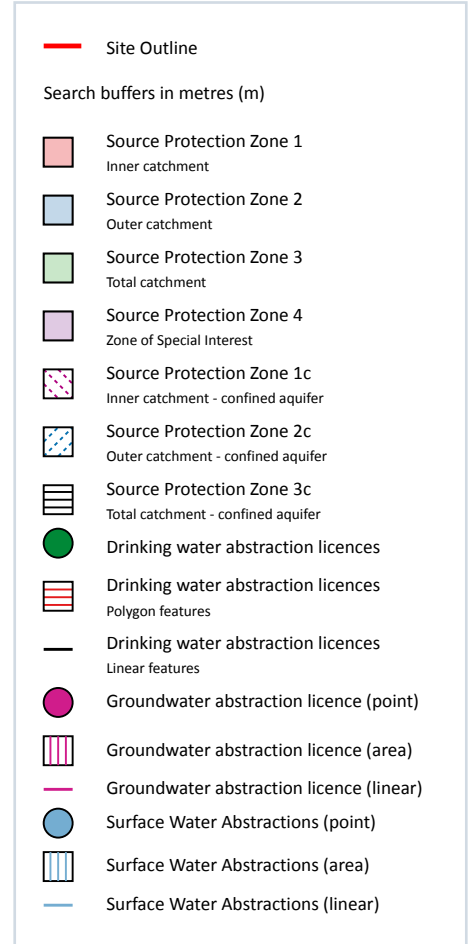 Site Outline
Search buffers in metres (m)
Source Protection Zone 1
Inner catchment
Source Protection Zone 2
Outer catchment
Source Protection Zone 3
Total catchment
Source Protection Zone 4
Zone of Special Interest
Source Protection Zone 1c
Inner catchment - confined aquifer
Source Protection Zone 2c
Outer catchment - confined aquifer
Source Protection Zone 3c
Total catchment - confined aquifer
Drinking water abstraction licences
Drinking water abstraction licences
Polygon features
Drinking water abstraction licences
Linear features
Groundwater abstraction licence (point)
Groundwater abstraction licence (area)
Groundwater abstraction licence (linear)
Surface Water Abstractions (point)
Surface Water Abstractions (area)
Surface Water Abstractions (linear)